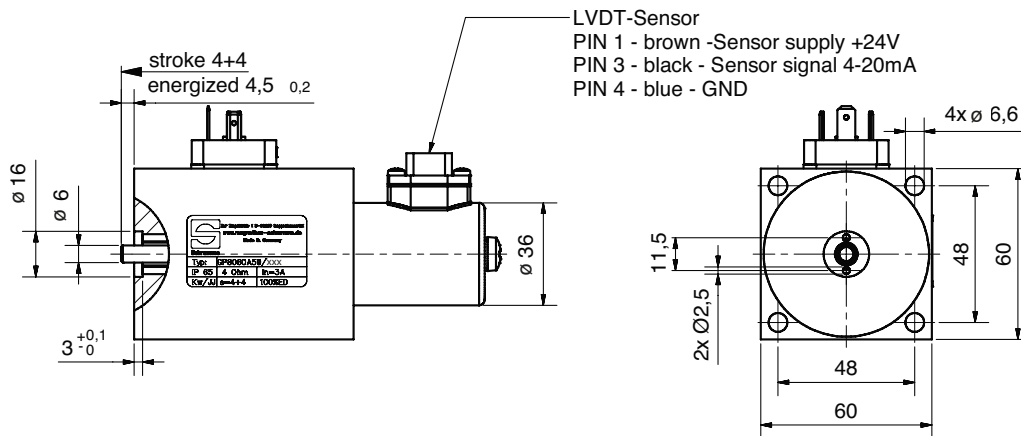 LVDT-Sensor
PIN 1 - brown -Sensor supply +24V
PIN 3 - black - Sensor signal 4-20mA
PIN 4 - blue - GND
stroke 4+4
energized 4,5 0,2
4x ø 6,6
ø 16
ø 6
ø 36
3 +0,1 -0
Made in Germany
IP 65 4 Ohm In=3A
Kw/JJ s=4+4 100%ED
11,5
2x Ø2,5
48
60
48
60